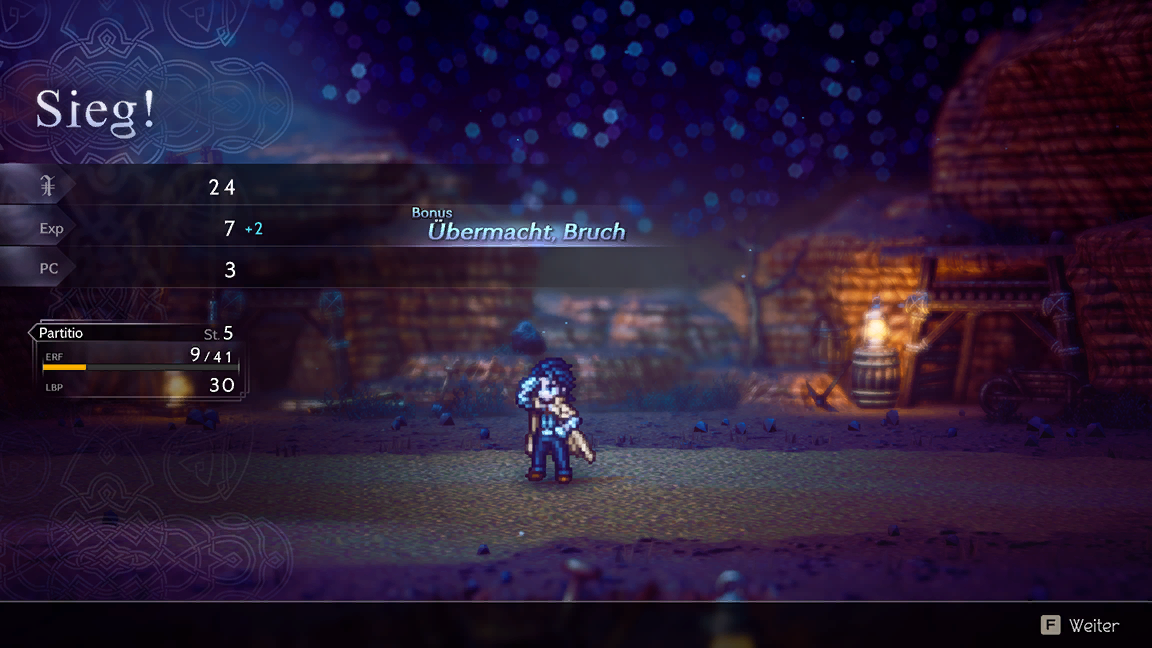 Sieg!
24
Exp 7 +2
Bonus
Übermacht, Bruch
PC 3
Partitio St. 5
ERF 9/41
LBP 30
F Weiter